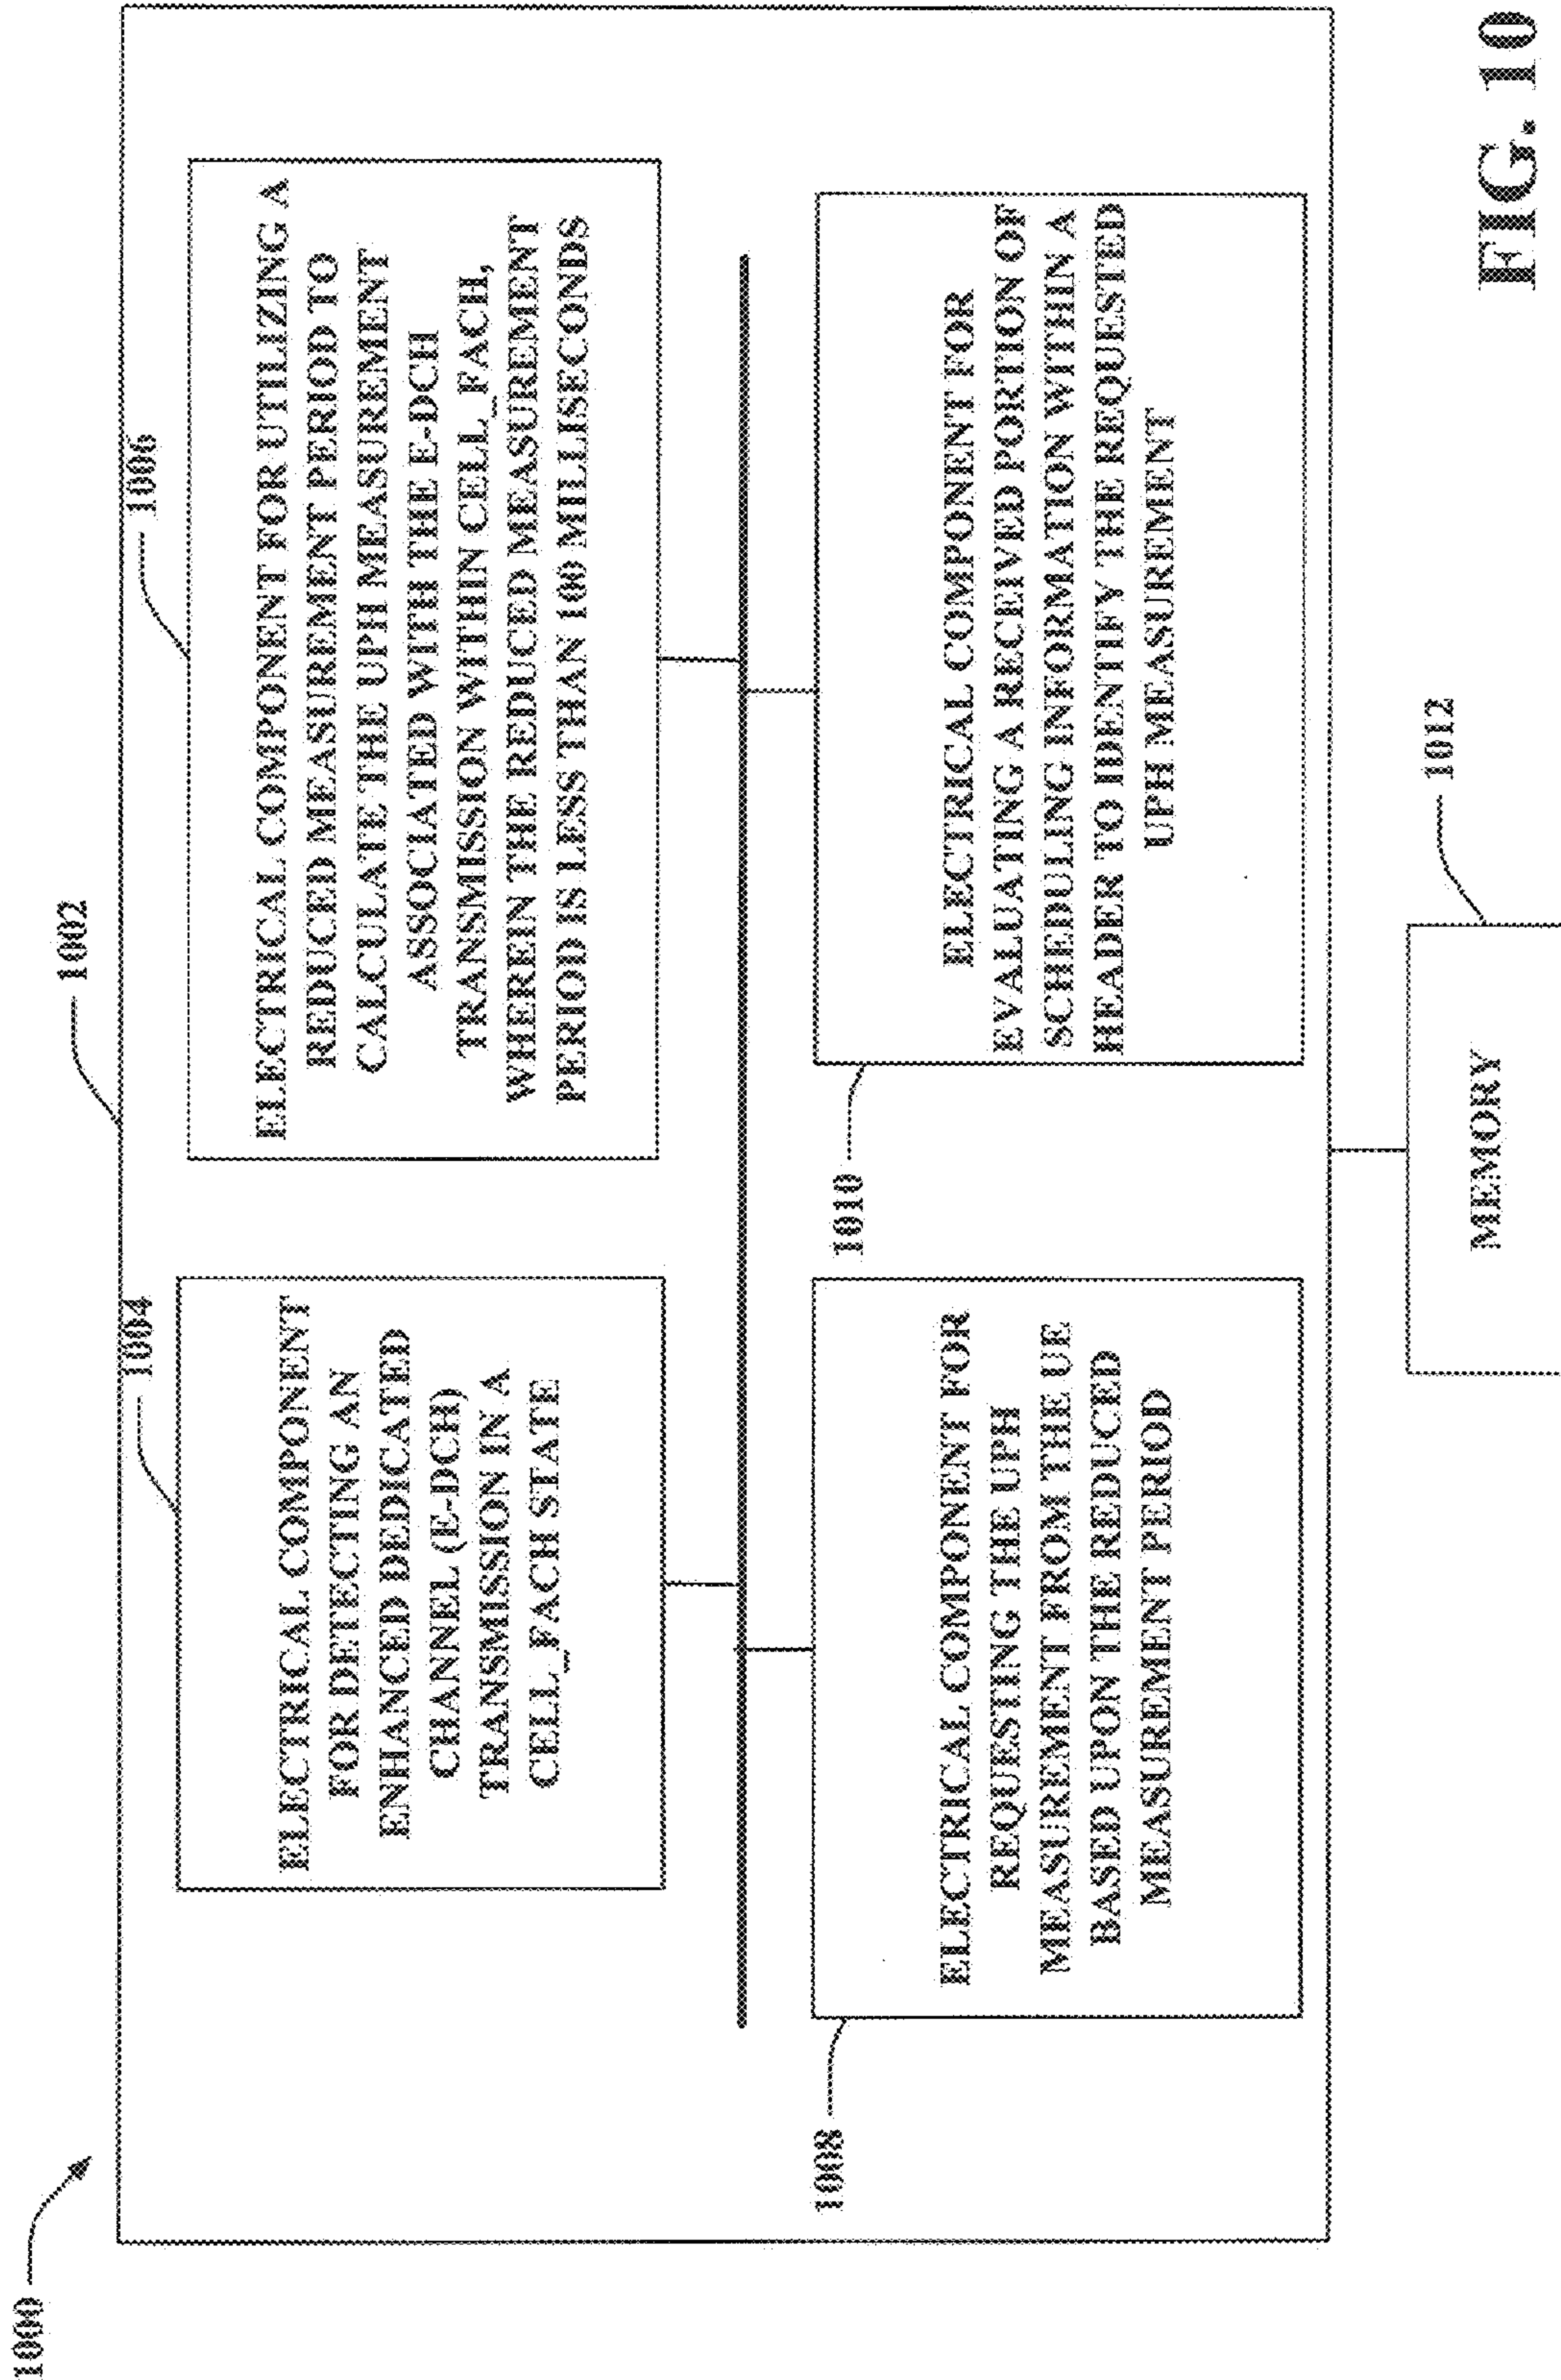 1000
1002
1004
ELECTRICAL COMPONENT
FOR DETECTING AN
ENHANCED DEDICATED
CHANNEL (E-DCH)
TRANSMISSION IN A
CELL_FACH STATE
1006
ELECTRICAL COMPONENT FOR UTILIZING A
REDUCED MEASUREMENT PERIOD TO
CALCULATE THE UPH MEASUREMENT
ASSOCIATED WITH THE E-DCH
TRANSMISSION WITHIN CELL_FACH,
WHEREIN THE REDUCED MEASUREMENT
PERIOD IS LESS THAN 100 MILLISECONDS
1008
ELECTRICAL COMPONENT FOR
REQUESTING THE UPH
MEASUREMENT FROM THE UE
BASED UPON THE REDUCED
MEASUREMENT PERIOD
1010
ELECTRICAL COMPONENT FOR
EVALUATING A RECEIVED PORTION OF
SCHEDULING INFORMATION WITHIN A
HEADER TO IDENTIFY THE REQUESTED
UPH MEASUREMENT
1012
MEMORY
FIG. 10